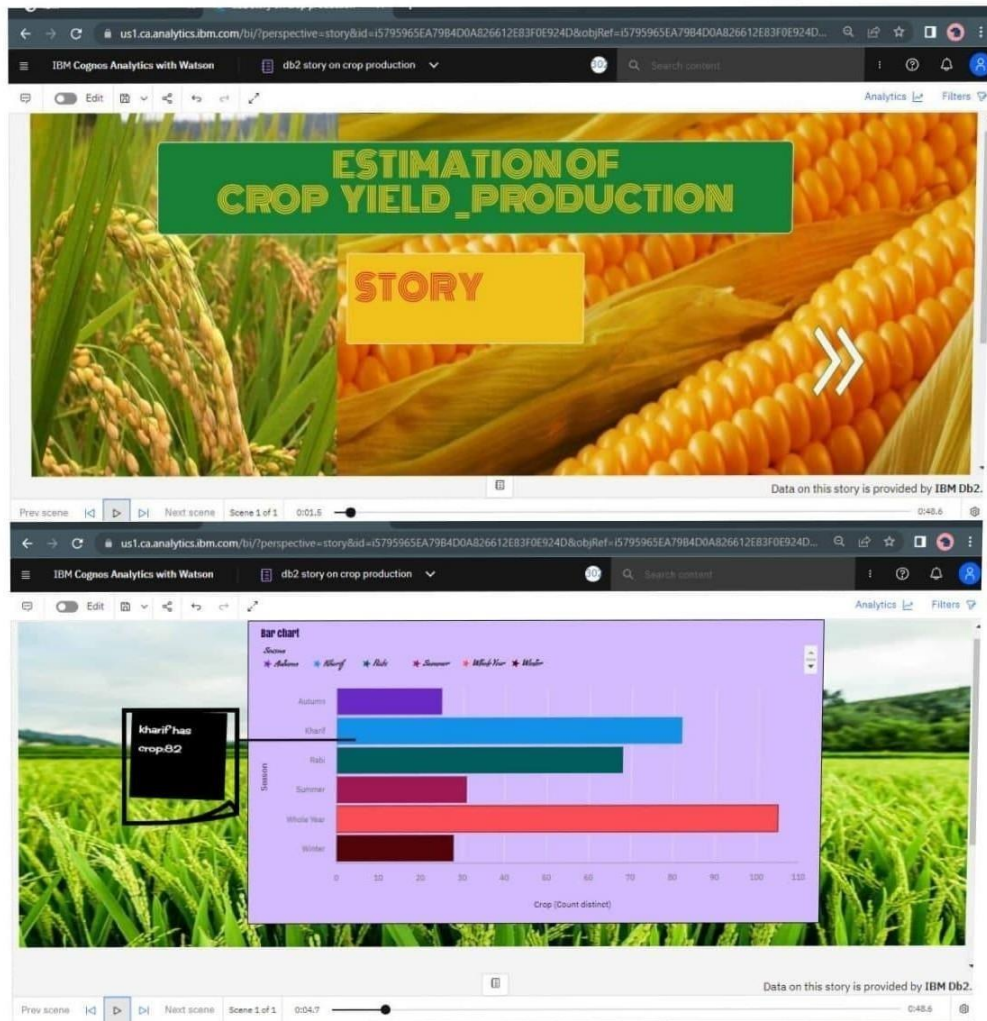 us1.ca.analytics.ibm.com/bi/?perspective=story&id=i5795965EA79B4D0A826612E83F0E924D&objRef=i5795965EA79B4D0A826612E83F0E924D...
IBM Cognos Analytics with Watson
db2 story on crop production
Search content
Edit
Analytics
Filters
ESTIMATION OF
CROP YIELD_PRODUCTION
STORY
Data on this story is provided by IBM Db2.
Prev scene
Next scene
Scene 1 of 1
0:01.5
0:48.6
us1.ca.analytics.ibm.com/bi/?perspective=story&id=i5795965EA79B4D0A826612E83F0E924D&objRef=i5795965EA79B4D0A826612E83F0E924D...
IBM Cognos Analytics with Watson
db2 story on crop production
Search content
Edit
Analytics
Filters
Bar chart
Season
Autumn Kharif Rabi Summer Whole Year Winter
kharif has
crop:82
Season
Autumn
Kharif
Rabi
Summer
Whole Year
Winter
0 10 20 30 40 50 60 70 80 90 100 110
Crop (Count distinct)
Data on this story is provided by IBM Db2.
Prev scene
Next scene
Scene 1 of 1
0:04.7
0:48.6